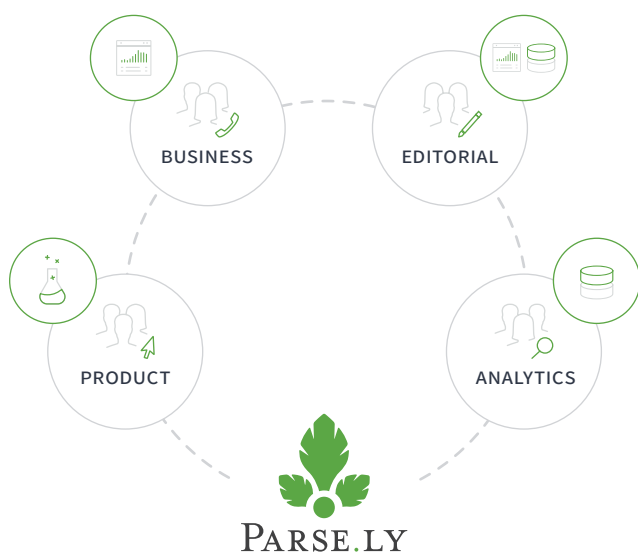 BUSINESS
EDITORIAL
PRODUCT
ANALYTICS
PARSE.LY